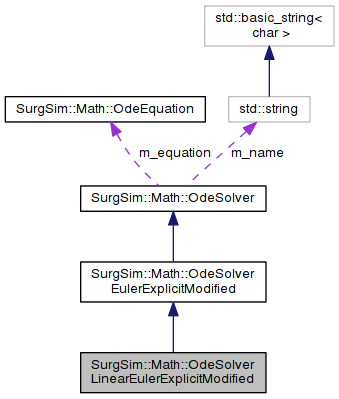 std::basic_string<
char >
SurgSim::Math::OdeEquation
std::string
m_equation
m_name
SurgSim::Math::OdeSolver
SurgSim::Math::OdeSolver
EulerExplicitModified
SurgSim::Math::OdeSolver
LinearEulerExplicitModified